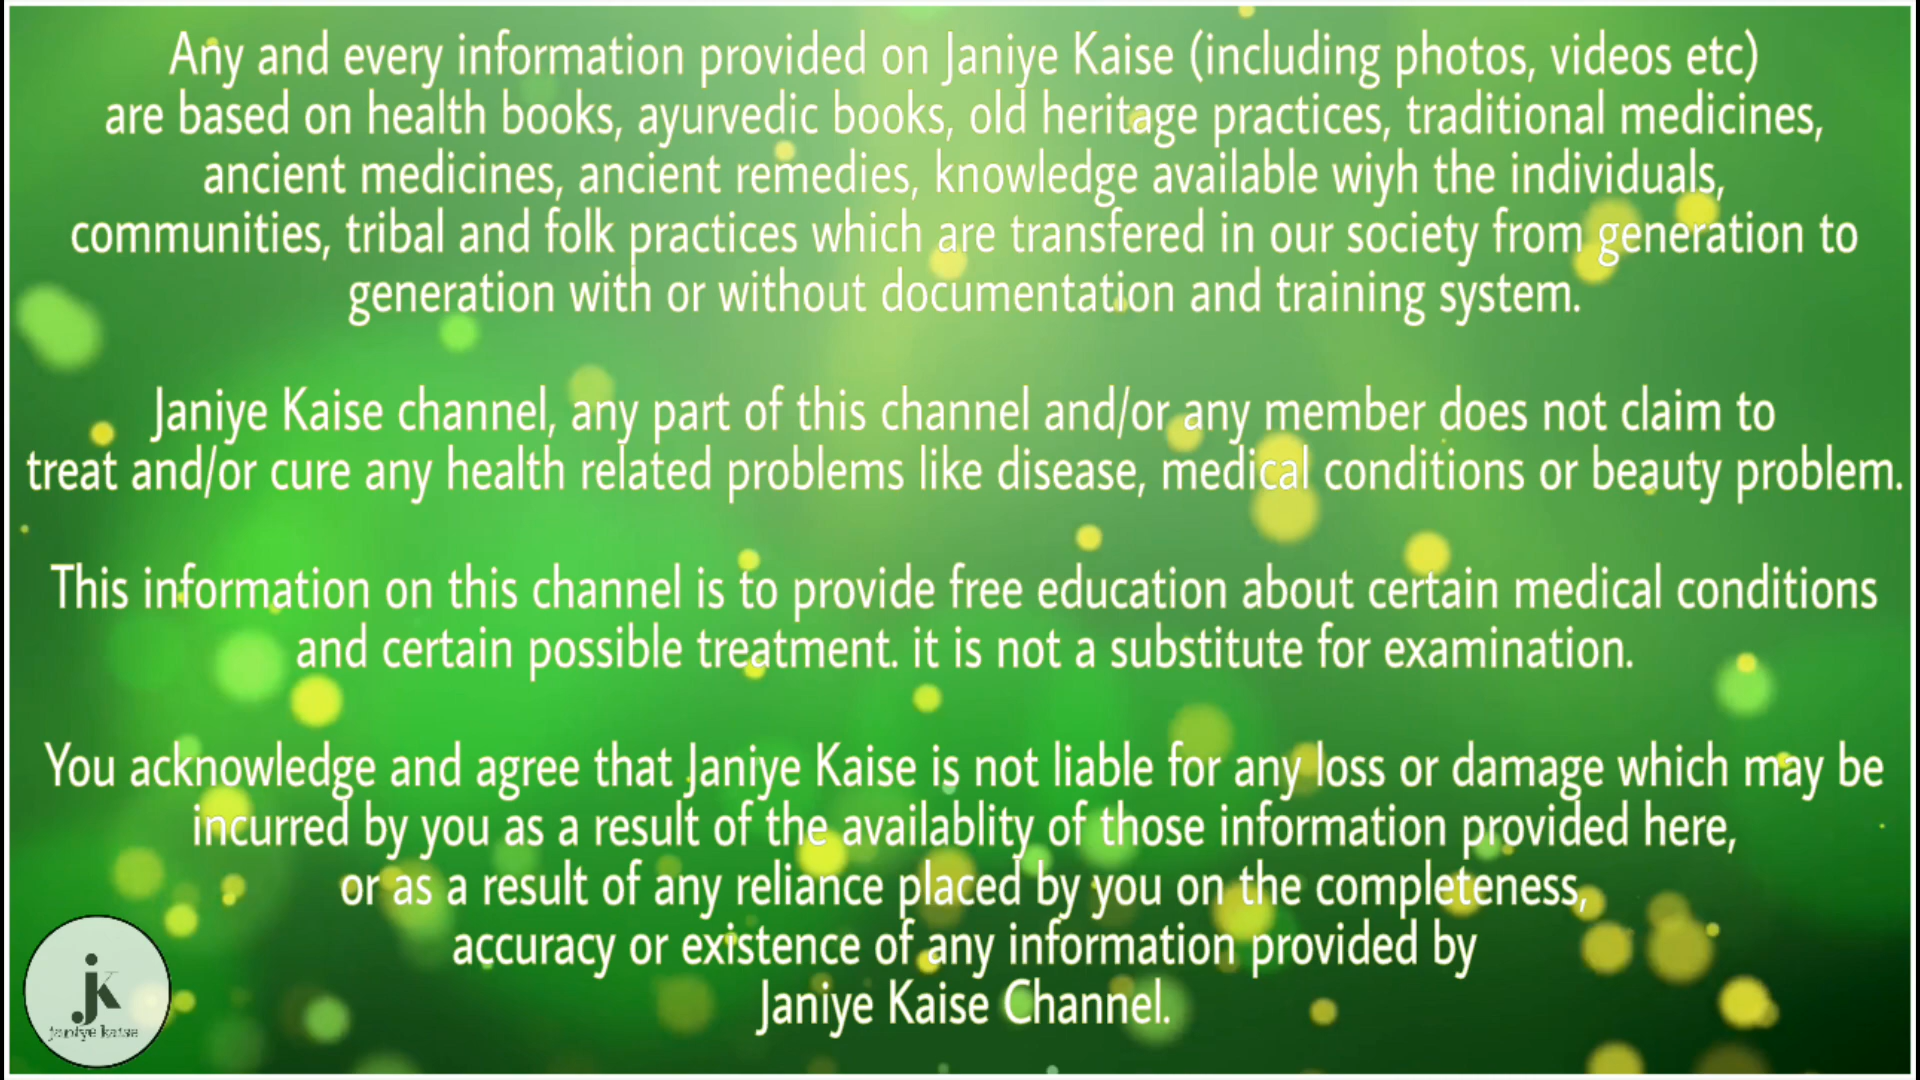 Any and every information provided on Janiye Kaise (including photos, videos etc)
are based on health books, ayurvedic books, old heritage practices, traditional medicines,
ancient medicines, ancient remedies, knowledge available wiyh the individuals,
communities, tribal and folk practices which are transfered in our society from generation to
generation with or without documentation and training system.
Janiye Kaise channel, any part of this channel and/or any member does not claim to
treat and/or cure any health related problems like disease, medical conditions or beauty problem.
This information on this channel is to provide free education about certain medical conditions
and certain possible treatment. it is not a substitute for examination.
You acknowledge and agree that Janiye Kaise is not liable for any loss or damage which may be
incurred by you as a result of the availablity of those information provided here,
or as a result of any reliance placed by you on the completeness,
accuracy or existence of any information provided by
Janiye Kaise Channel.
jk
janiye kaise